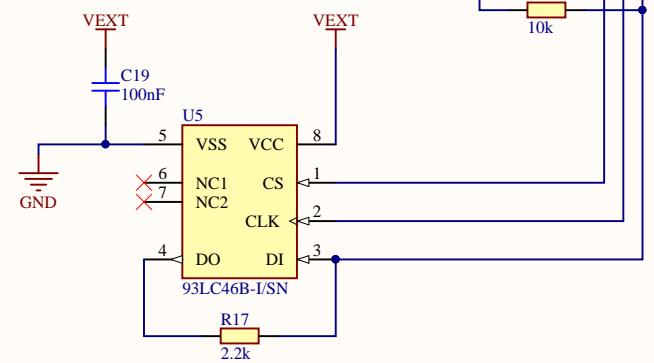 VEXT
VEXT
10k
C19
100nF
U5
5 VSS VCC 8
6 NC1 CS 1
7 NC2
CLK 2
4 DO DI 3
GND
93LC46B-I/SN
R17
2.2k